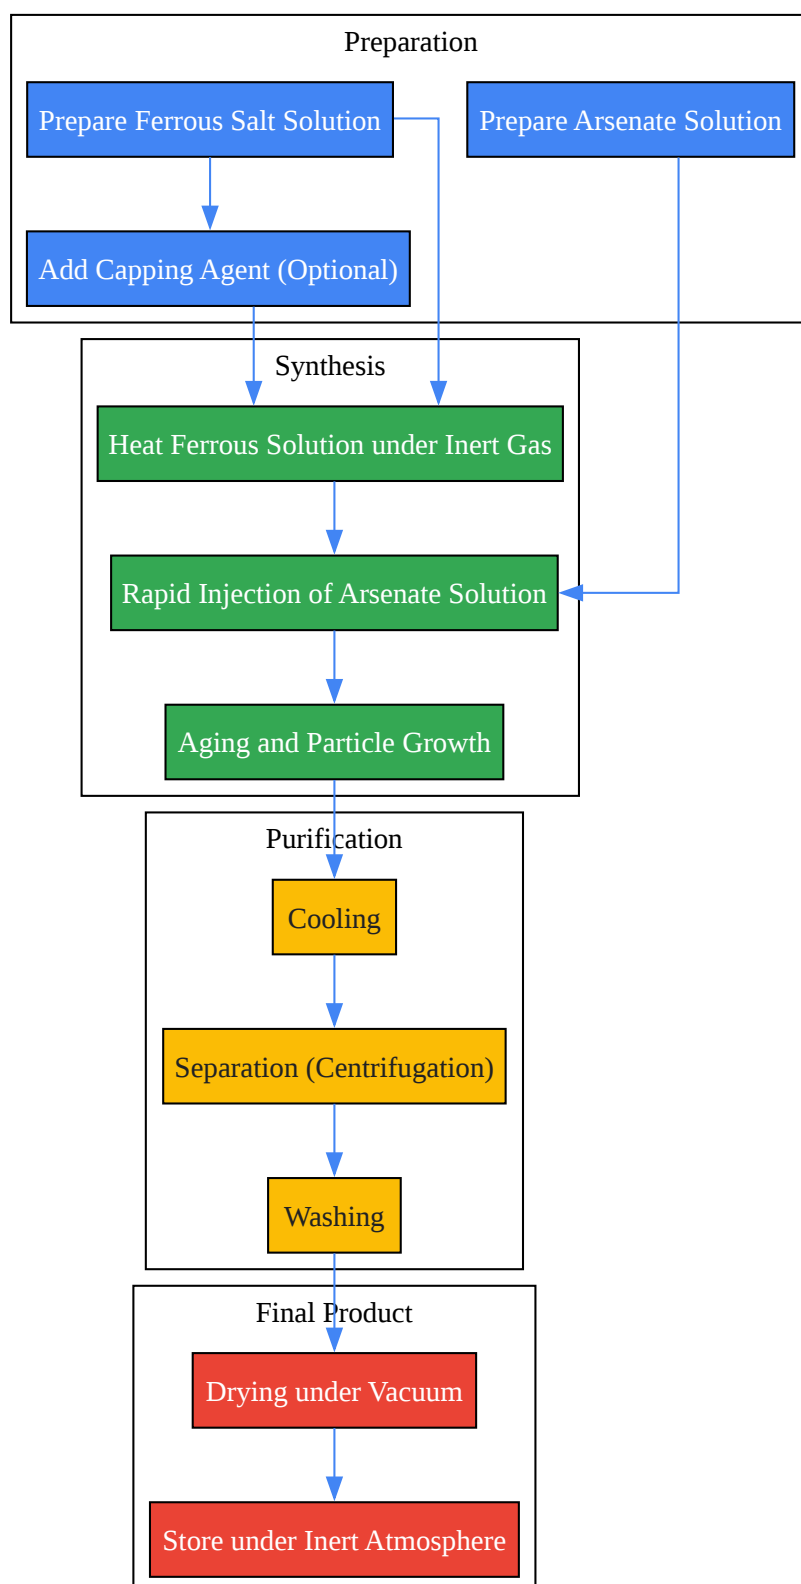 Preparation
Prepare Ferrous Salt Solution
Prepare Arsenate Solution
Add Capping Agent (Optional)
Synthesis
Heat Ferrous Solution under Inert Gas
Rapid Injection of Arsenate Solution
Aging and Particle Growth
Purification
Cooling
Separation (Centrifugation)
Washing
Final Product
Drying under Vacuum
Store under Inert Atmosphere